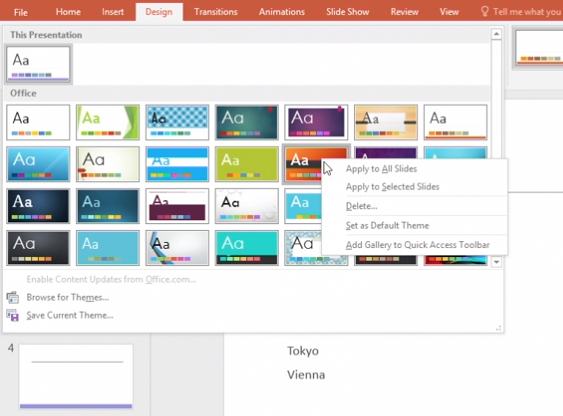 File Home Insert Design Transitions Animations Slide Show Review View Tell me what you
This Presentation
Aa
Office
Aa Aa Aa Aa Aa Aa Aa
Aa Aa Aa Aa Aa
Aa Aa Aa Aa
Aa Aa Aa Aa Aa
Apply to All Slides
Apply to Selected Slides
Delete...
Set as Default Theme
Add Gallery to Quick Access Toolbar
Enable Content Updates from Office.com...
Browse for Themes...
Save Current Theme...
4
Tokyo
Vienna